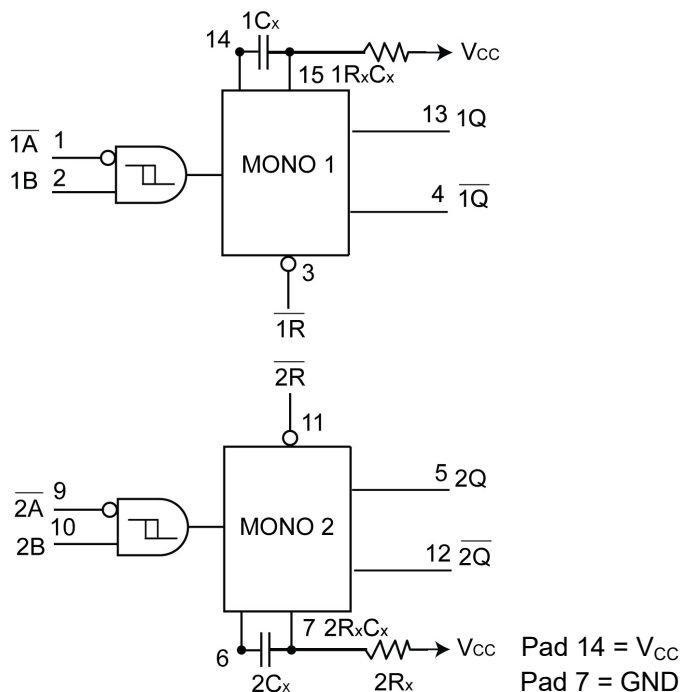 1Cx
14
15 1RxCx
VCC
1A 1
1B 2
MONO 1
13 1Q
4 1Q
3
1R
2R
11
2A 9
10
2B
MONO 2
5 2Q
12 2Q
7 2RxCx
6
2Cx
2Rx
VCC
Pad 14 = VCC
Pad 7 = GND